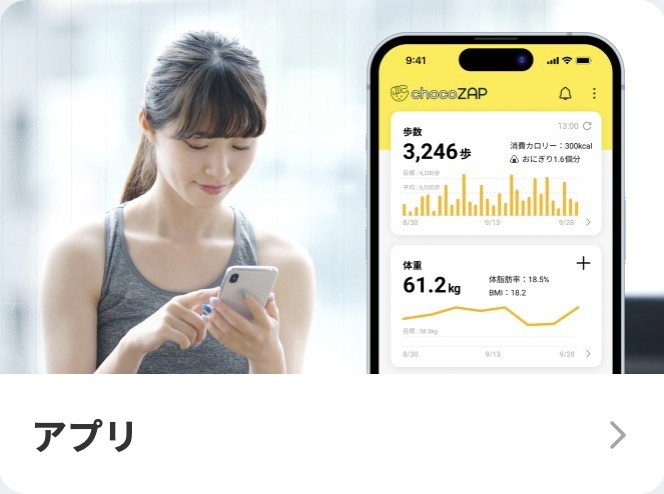 9:41
chocoZAP
13:00
歩数
3,246歩
消費カロリー：300kcal
おにぎり1.6個分
目標：9,200歩
平均：6,000歩
8/30 9/13 9/28
体重
61.2kg
体脂肪率：18.5%
BMI：18.2
目標：58.8kg
8/30 9/13 9/28
アプリ